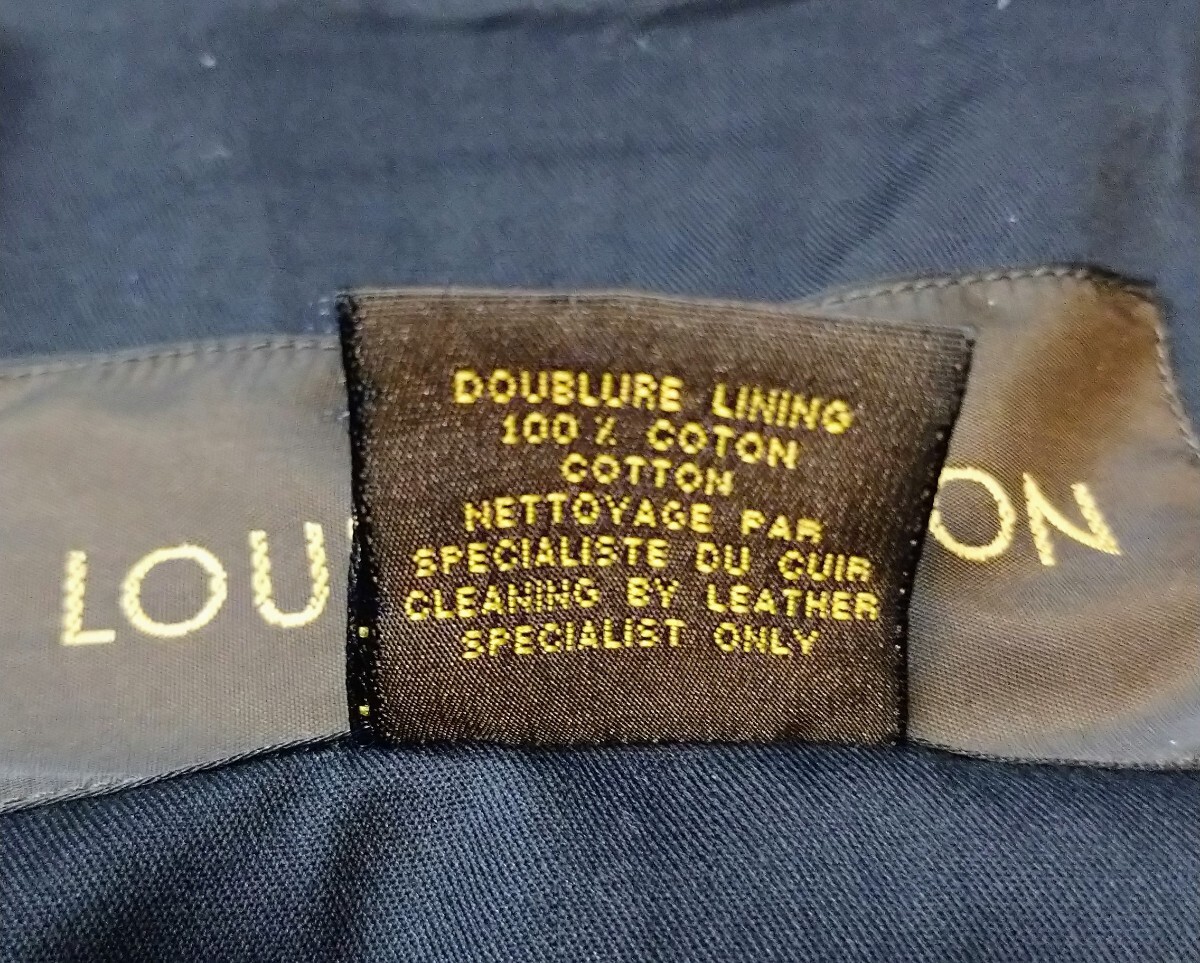 DOUBLURE LINING
100 % COTON
COTTON
NETTOYAGE PAR
SPECIALISTE DU CUIR
CLEANING BY LEATHER
SPECIALIST ONLY
LOU ON